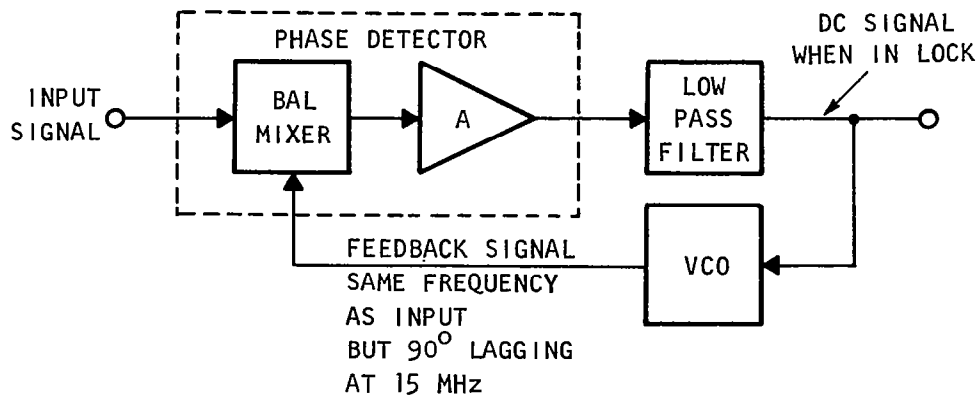 PHASE DETECTOR
DC SIGNAL
WHEN IN LOCK
INPUT
SIGNAL
BAL
MIXER
A
LOW
PASS
FILTER
FEEDBACK SIGNAL
SAME FREQUENCY
AS INPUT
BUT 90° LAGGING
AT 15 MHz
VCO